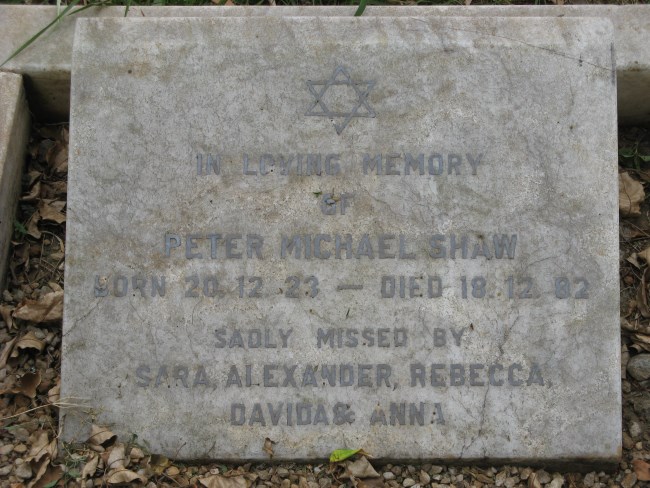 IN LOVING MEMORY
OF
PETER MICHAEL SHAW
BORN 20.12.23 — DIED 18.12.82
SADLY MISSED BY
SARA, ALEXANDER, REBECCA,
DAVIDA & ANNA